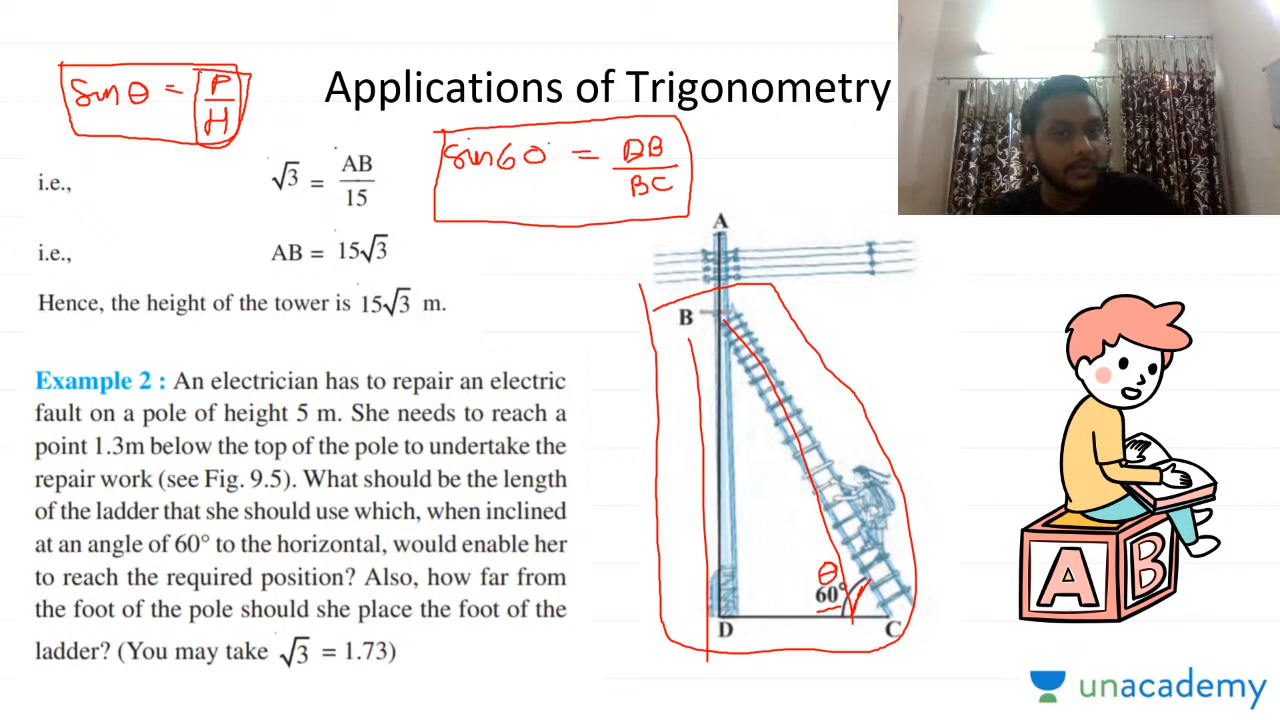 Applications of Trigonometry
sin θ = P/H
sin 60 = DB/BC
i.e., √3 = AB/15
i.e., AB = 15√3
Hence, the height of the tower is 15√3 m.
Example 2 : An electrician has to repair an electric
fault on a pole of height 5 m. She needs to reach a
point 1.3m below the top of the pole to undertake the
repair work (see Fig. 9.5). What should be the length
of the ladder that she should use which, when inclined
at an angle of 60° to the horizontal, would enable her
to reach the required position? Also, how far from
the foot of the pole should she place the foot of the
ladder? (You may take √3 = 1.73)
A
B
θ
60°
D
C
A
B
unacademy